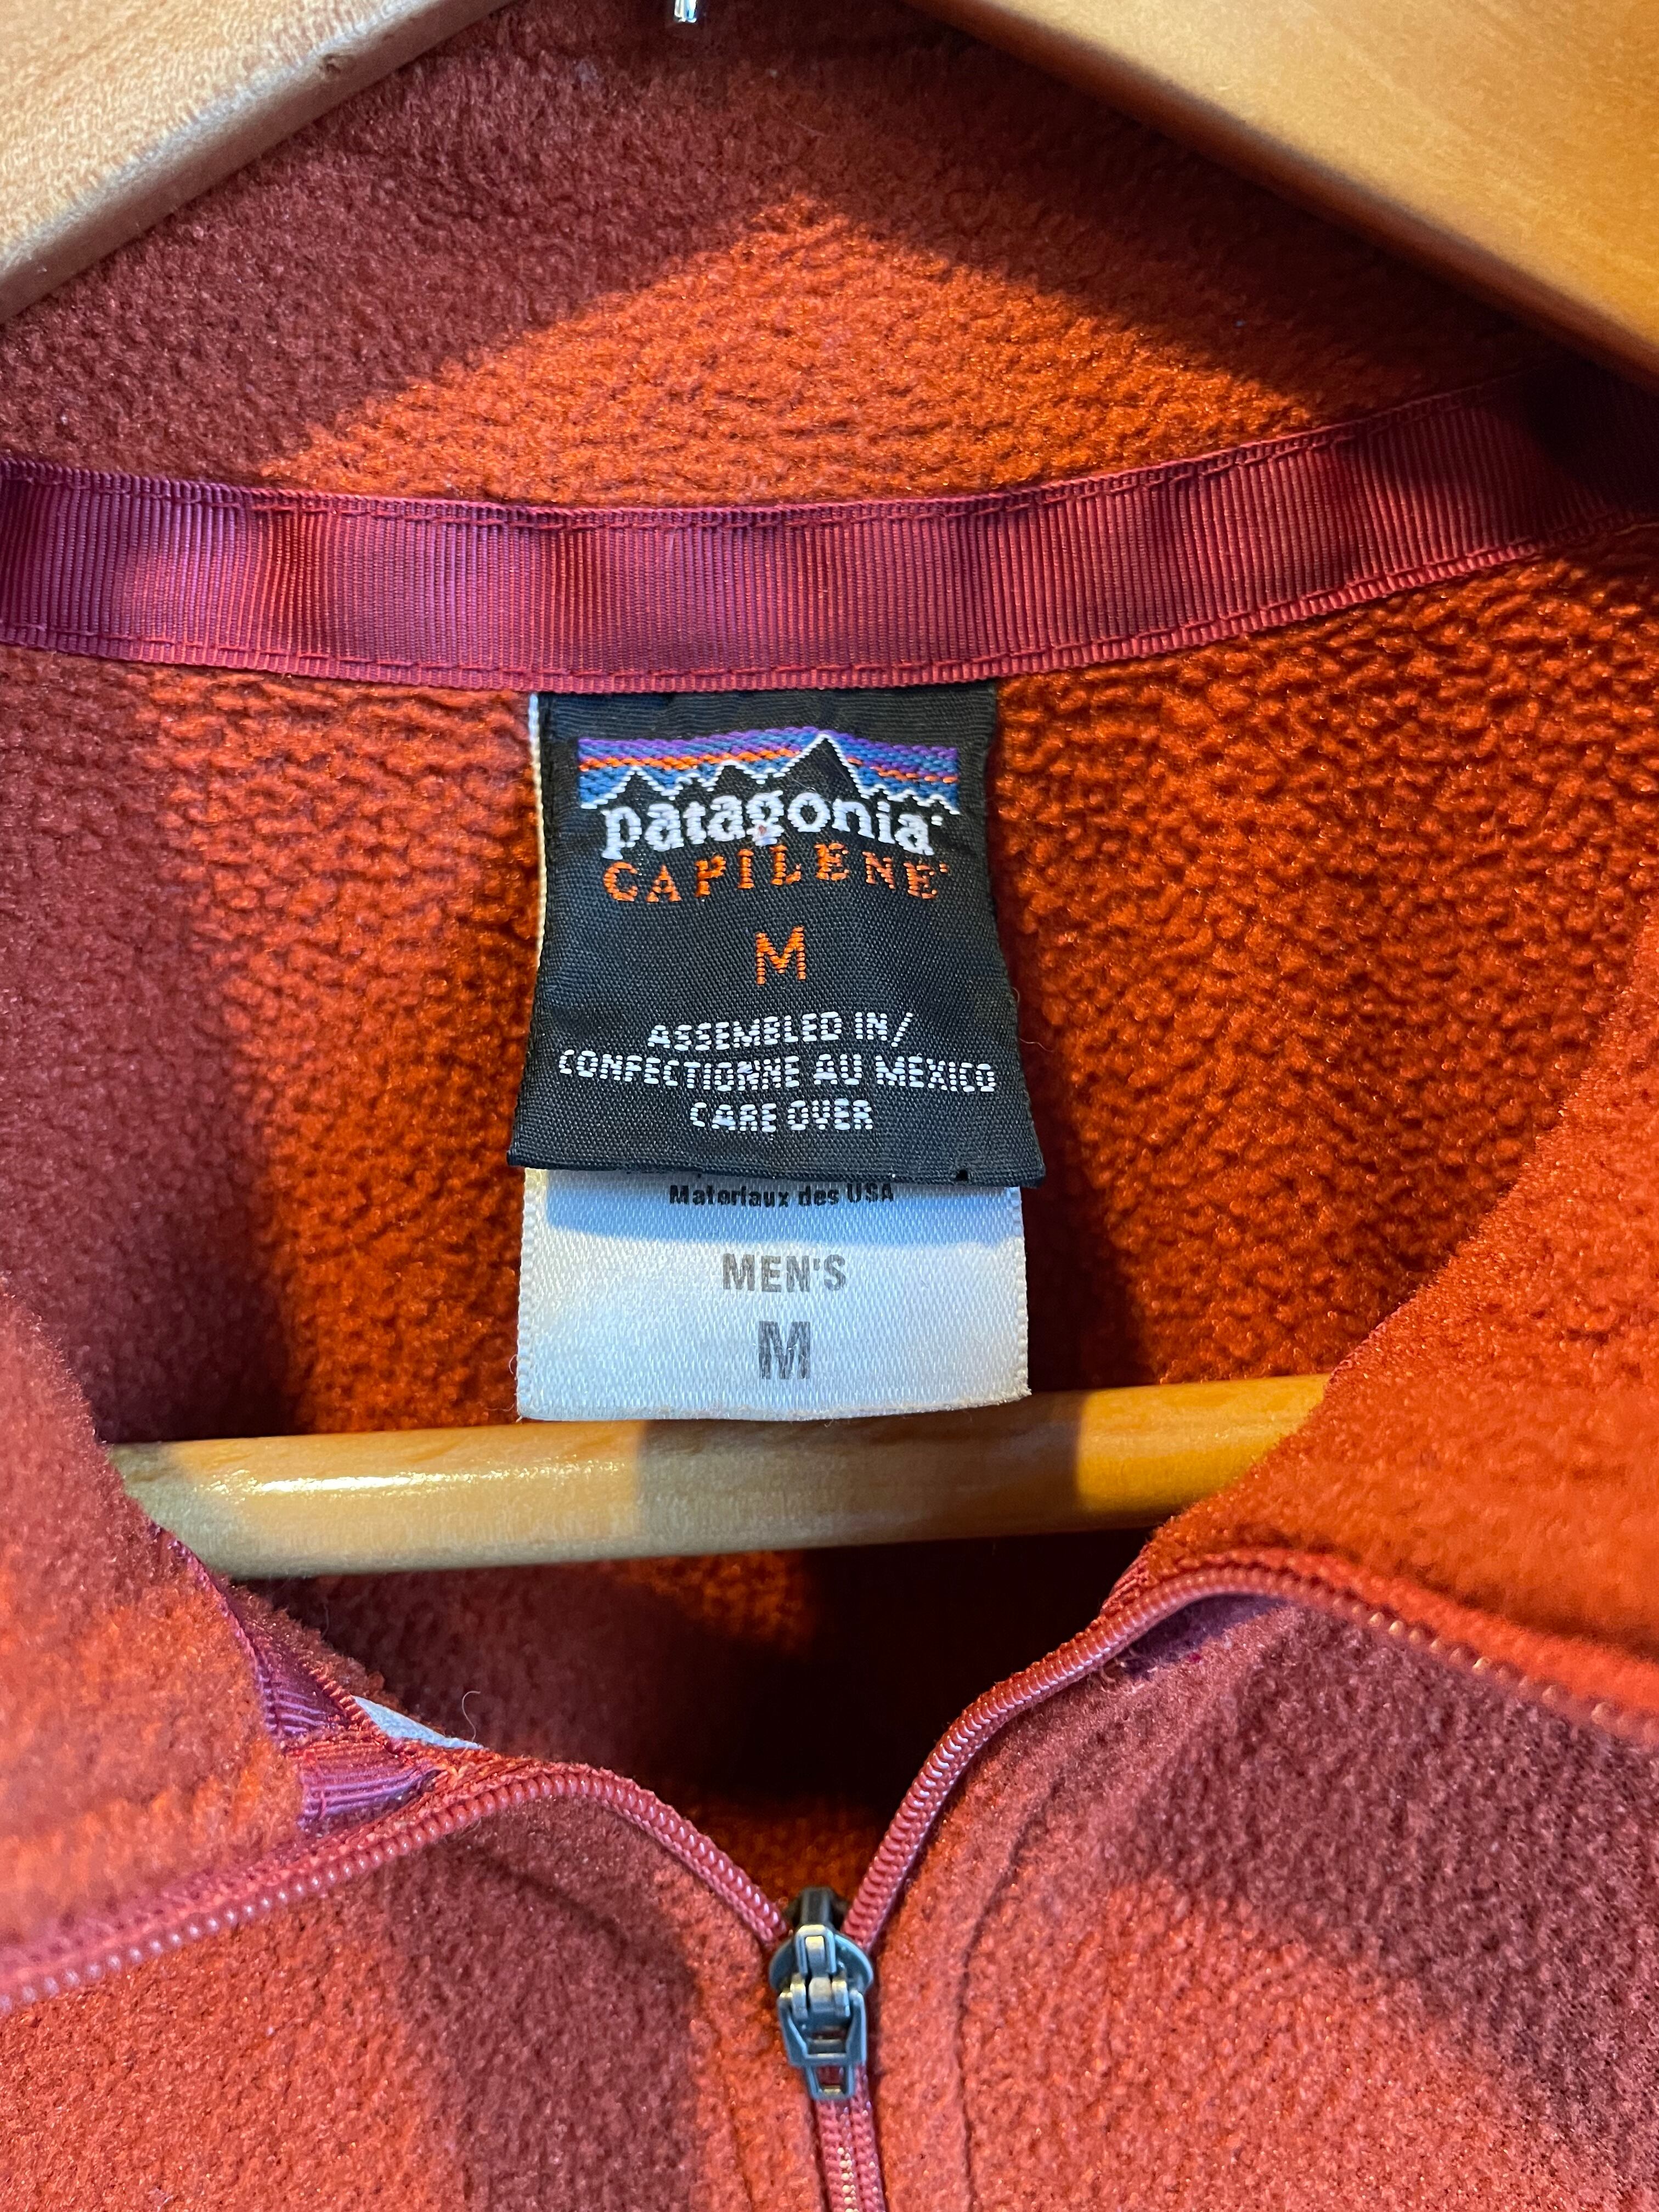 patagonia®
CAPILENE®
M
ASSEMBLED IN/
CONFECTIONNE AU MEXICO
CARE OVER
Materiaux des USA
MEN'S
M